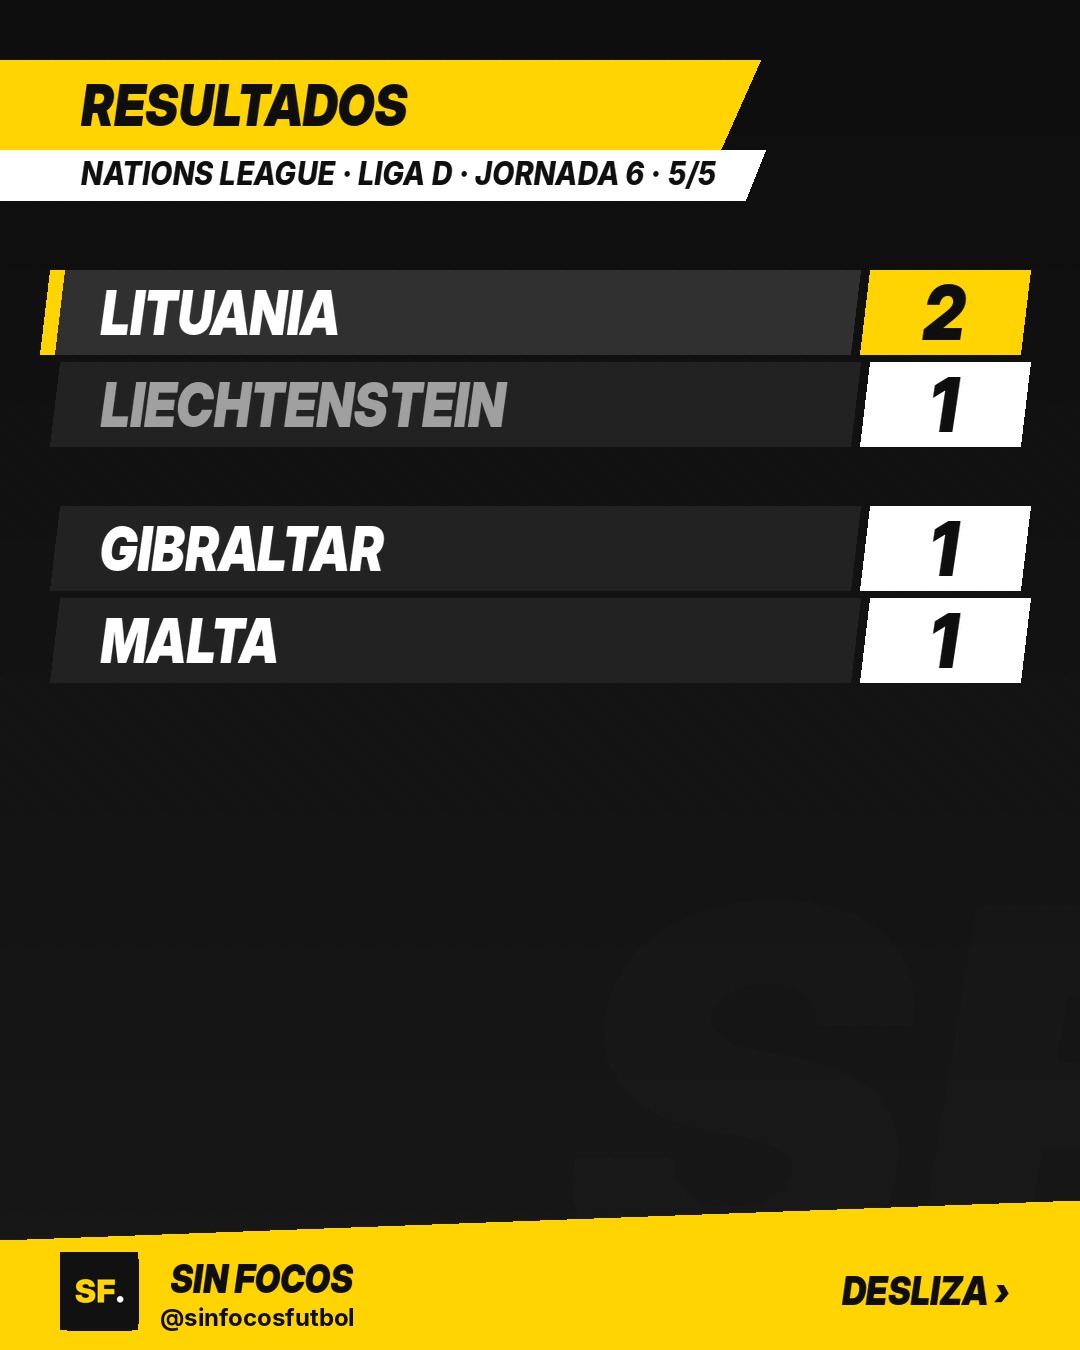 RESULTADOS
NATIONS LEAGUE · LIGA D · JORNADA 6 · 5/5
LITUANIA 2
LIECHTENSTEIN 1
GIBRALTAR 1
MALTA 1
SF
SF.
SIN FOCOS
@sinfocosfutbol
DESLIZA ›